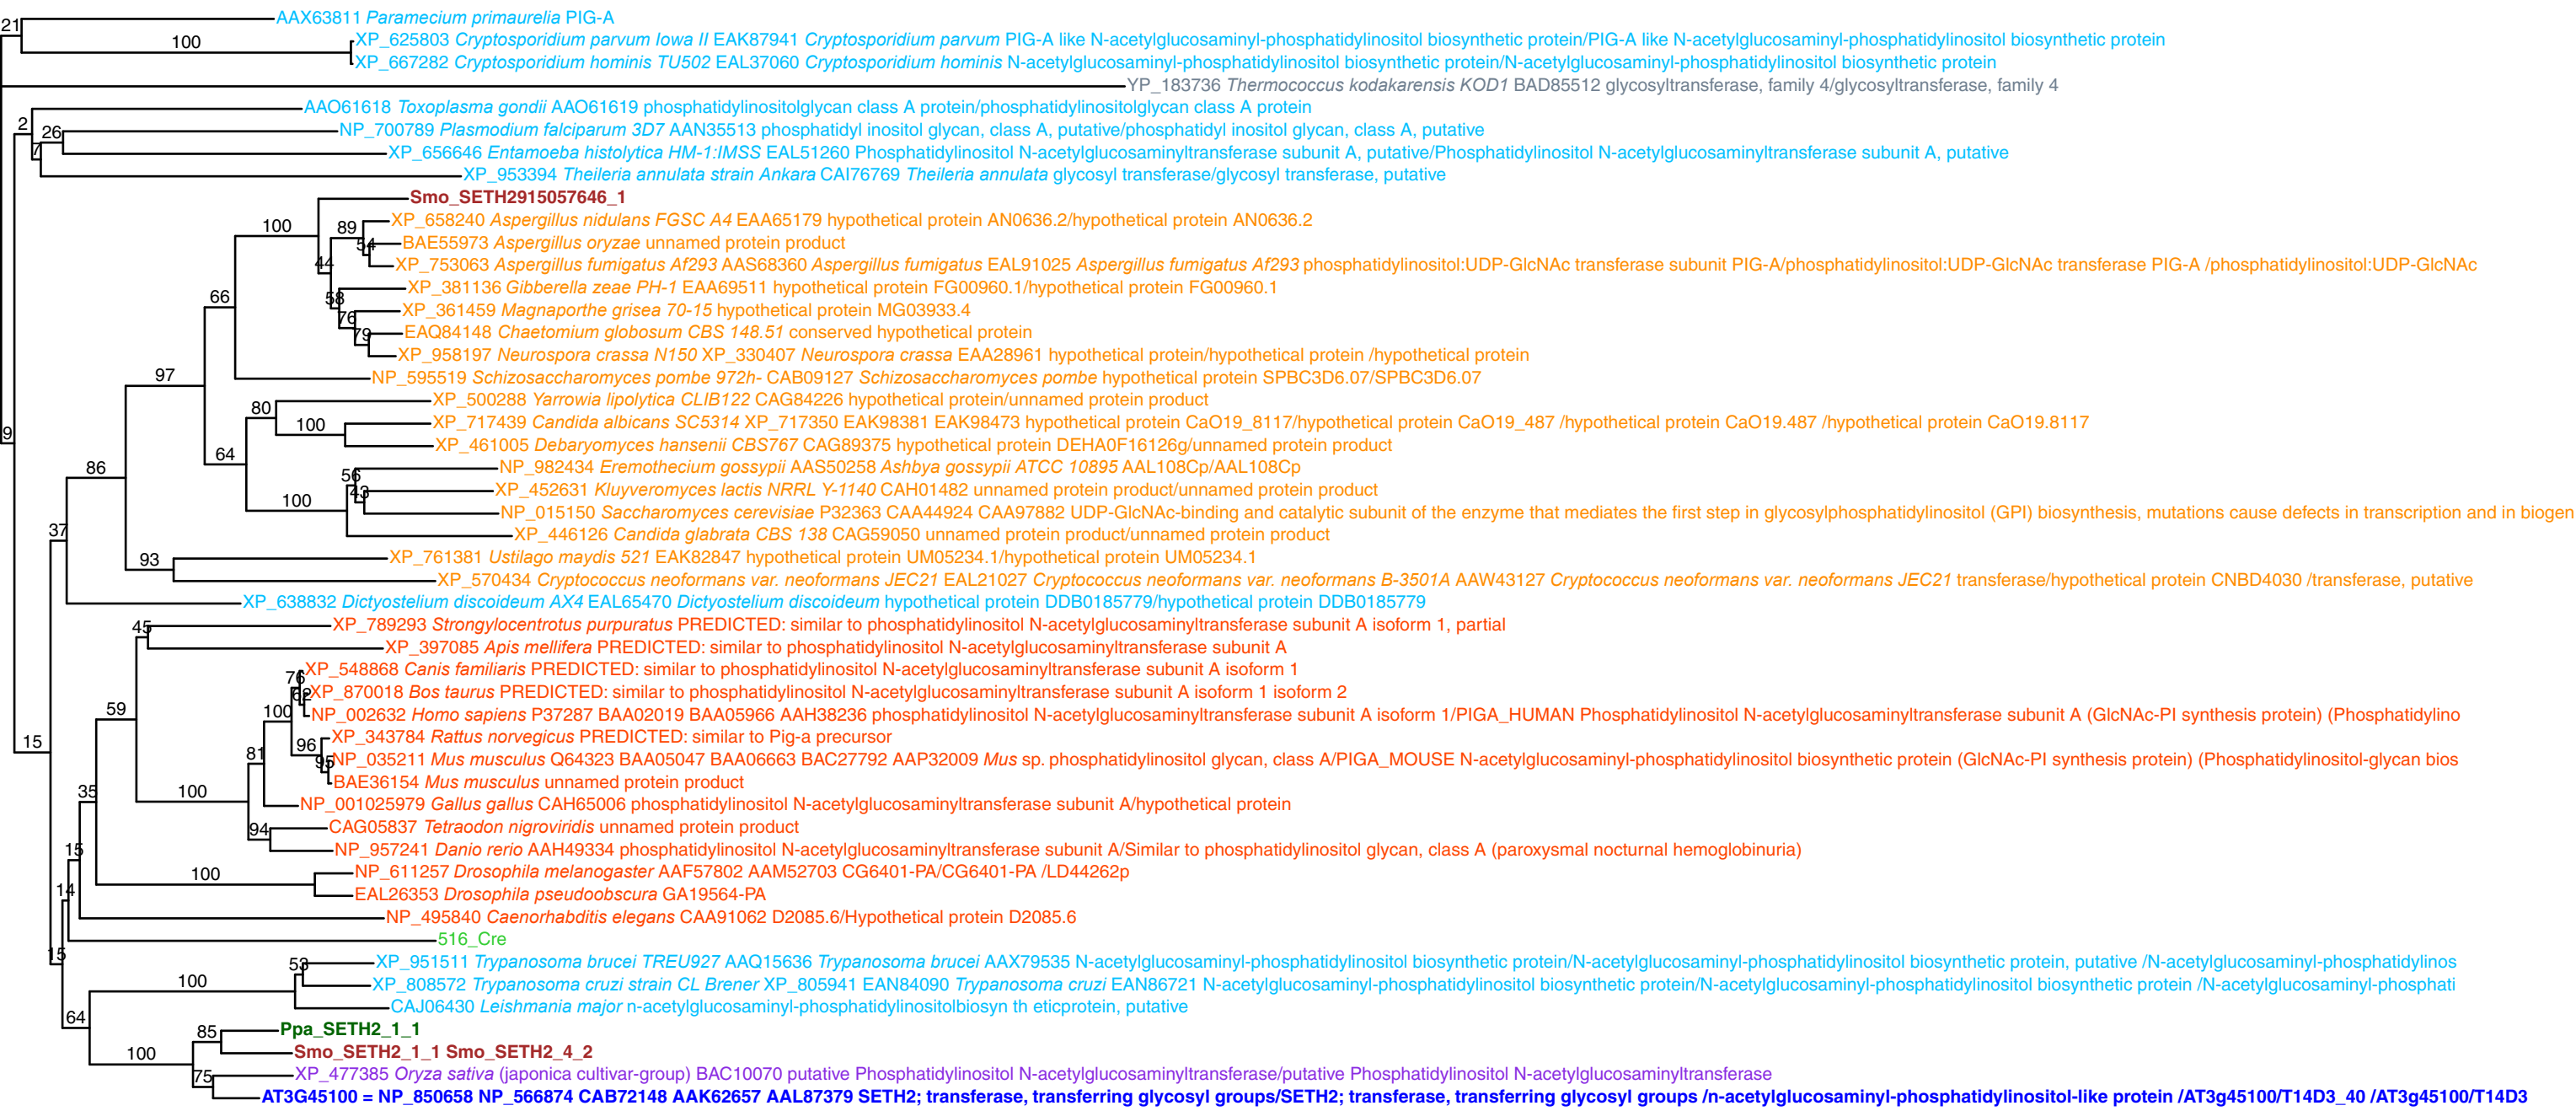 AAX63811 Paramecium primaurelia PIG-A
21
100
XP_625803 Cryptosporidium parvum Iowa II EAK87941 Cryptosporidium parvum PIG-A like N-acetylglucosaminyl-phosphatidylinositol biosynthetic protein/PIG-A like N-acetylglucosaminyl-phosphatidylinositol biosynthetic protein
XP_667282 Cryptosporidium hominis TU502 EAL37060 Cryptosporidium hominis N-acetylglucosaminyl-phosphatidylinositol biosynthetic protein/N-acetylglucosaminyl-phosphatidylinositol biosynthetic protein
YP_183736 Thermococcus kodakarensis KOD1 BAD85512 glycosyltransferase, family 4/glycosyltransferase, family 4
AAO61618 Toxoplasma gondii AAO61619 phosphatidylinositolglycan class A protein/phosphatidylinositolglycan class A protein
2
26
NP_700789 Plasmodium falciparum 3D7 AAN35513 phosphatidyl inositol glycan, class A, putative/phosphatidyl inositol glycan, class A, putative
7
XP_656646 Entamoeba histolytica HM-1:IMSS EAL51260 Phosphatidylinositol N-acetylglucosaminyltransferase subunit A, putative/Phosphatidylinositol N-acetylglucosaminyltransferase subunit A, putative
XP_953394 Theileria annulata strain Ankara CAI76769 Theileria annulata glycosyl transferase/glycosyl transferase, putative
Smo_SETH2915057646_1
100
89
XP_658240 Aspergillus nidulans FGSC A4 EAA65179 hypothetical protein AN0636.2/hypothetical protein AN0636.2
54
BAE55973 Aspergillus oryzae unnamed protein product
44
XP_753063 Aspergillus fumigatus Af293 AAS68360 Aspergillus fumigatus EAL91025 Aspergillus fumigatus Af293 phosphatidylinositol:UDP-GlcNAc transferase subunit PIG-A/phosphatidylinositol:UDP-GlcNAc transferase PIG-A /phosphatidylinositol:UDP-GlcNAc
66
58
XP_381136 Gibberella zeae PH-1 EAA69511 hypothetical protein FG00960.1/hypothetical protein FG00960.1
76
XP_361459 Magnaporthe grisea 70-15 hypothetical protein MG03933.4
79
EAQ84148 Chaetomium globosum CBS 148.51 conserved hypothetical protein
XP_958197 Neurospora crassa N150 XP_330407 Neurospora crassa EAA28961 hypothetical protein/hypothetical protein /hypothetical protein
97
NP_595519 Schizosaccharomyces pombe 972h- CAB09127 Schizosaccharomyces pombe hypothetical protein SPBC3D6.07/SPBC3D6.07
80
XP_500288 Yarrowia lipolytica CLIB122 CAG84226 hypothetical protein/unnamed protein product
100
XP_717439 Candida albicans SC5314 XP_717350 EAK98381 EAK98473 hypothetical protein CaO19_8117/hypothetical protein CaO19_487 /hypothetical protein CaO19.487 /hypothetical protein CaO19.8117
9
64
XP_461005 Debaryomyces hansenii CBS767 CAG89375 hypothetical protein DEHA0F16126g/unnamed protein product
86
56
NP_982434 Eremothecium gossypii AAS50258 Ashbya gossypii ATCC 10895 AAL108Cp/AAL108Cp
43
XP_452631 Kluyveromyces lactis NRRL Y-1140 CAH01482 unnamed protein product/unnamed protein product
100
NP_015150 Saccharomyces cerevisiae P32363 CAA44924 CAA97882 UDP-GlcNAc-binding and catalytic subunit of the enzyme that mediates the first step in glycosylphosphatidylinositol (GPI) biosynthesis, mutations cause defects in transcription and in biogen
37
XP_446126 Candida glabrata CBS 138 CAG59050 unnamed protein product/unnamed protein product
93
XP_761381 Ustilago maydis 521 EAK82847 hypothetical protein UM05234.1/hypothetical protein UM05234.1
XP_570434 Cryptococcus neoformans var. neoformans JEC21 EAL21027 Cryptococcus neoformans var. neoformans B-3501A AAW43127 Cryptococcus neoformans var. neoformans JEC21 transferase/hypothetical protein CNBD4030 /transferase, putative
XP_638832 Dictyostelium discoideum AX4 EAL65470 Dictyostelium discoideum hypothetical protein DDB0185779/hypothetical protein DDB0185779
45
XP_789293 Strongylocentrotus purpuratus PREDICTED: similar to phosphatidylinositol N-acetylglucosaminyltransferase subunit A isoform 1, partial
XP_397085 Apis mellifera PREDICTED: similar to phosphatidylinositol N-acetylglucosaminyltransferase subunit A
76
XP_548868 Canis familiaris PREDICTED: similar to phosphatidylinositol N-acetylglucosaminyltransferase subunit A isoform 1
62
XP_870018 Bos taurus PREDICTED: similar to phosphatidylinositol N-acetylglucosaminyltransferase subunit A isoform 1 isoform 2
59
100
NP_002632 Homo sapiens P37287 BAA02019 BAA05966 AAH38236 phosphatidylinositol N-acetylglucosaminyltransferase subunit A isoform 1/PIGA_HUMAN Phosphatidylinositol N-acetylglucosaminyltransferase subunit A (GlcNAc-PI synthesis protein) (Phosphatidylino
15
96
XP_343784 Rattus norvegicus PREDICTED: similar to Pig-a precursor
81
95
NP_035211 Mus musculus Q64323 BAA05047 BAA06663 BAC27792 AAP32009 Mus sp. phosphatidylinositol glycan, class A/PIGA_MOUSE N-acetylglucosaminyl-phosphatidylinositol biosynthetic protein (GlcNAc-PI synthesis protein) (Phosphatidylinositol-glycan bios
BAE36154 Mus musculus unnamed protein product
35
100
NP_001025979 Gallus gallus CAH65006 phosphatidylinositol N-acetylglucosaminyltransferase subunit A/hypothetical protein
94
CAG05837 Tetraodon nigroviridis unnamed protein product
15
NP_957241 Danio rerio AAH49334 phosphatidylinositol N-acetylglucosaminyltransferase subunit A/Similar to phosphatidylinositol glycan, class A (paroxysmal nocturnal hemoglobinuria)
100
NP_611257 Drosophila melanogaster AAF57802 AAM52703 CG6401-PA/CG6401-PA /LD44262p
14
EAL26353 Drosophila pseudoobscura GA19564-PA
NP_495840 Caenorhabditis elegans CAA91062 D2085.6/Hypothetical protein D2085.6
516_Cre
15
53
XP_951511 Trypanosoma brucei TREU927 AAQ15636 Trypanosoma brucei AAX79535 N-acetylglucosaminyl-phosphatidylinositol biosynthetic protein/N-acetylglucosaminyl-phosphatidylinositol biosynthetic protein, putative /N-acetylglucosaminyl-phosphatidylinos
100
XP_808572 Trypanosoma cruzi strain CL Brener XP_805941 EAN84090 Trypanosoma cruzi EAN86721 N-acetylglucosaminyl-phosphatidylinositol biosynthetic protein/N-acetylglucosaminyl-phosphatidylinositol biosynthetic protein /N-acetylglucosaminyl-phosphati
CAJ06430 Leishmania major n-acetylglucosaminyl-phosphatidylinositolbiosyn th eticprotein, putative
64
85
Ppa_SETH2_1_1
100
Smo_SETH2_1_1 Smo_SETH2_4_2
75
XP_477385 Oryza sativa (japonica cultivar-group) BAC10070 putative Phosphatidylinositol N-acetylglucosaminyltransferase/putative Phosphatidylinositol N-acetylglucosaminyltransferase
AT3G45100 = NP_850658 NP_566874 CAB72148 AAK62657 AAL87379 SETH2; transferase, transferring glycosyl groups/SETH2; transferase, transferring glycosyl groups /n-acetylglucosaminyl-phosphatidylinositol-like protein /AT3g45100/T14D3_40 /AT3g45100/T14D3